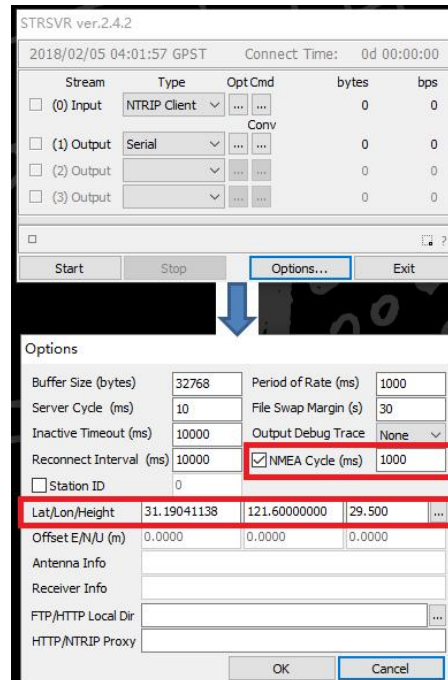 STRSVR ver.2.4.2
2018/02/05 04:01:57 GPST Connect Time: 0d 00:00:00
Stream Type Opt Cmd bytes bps
(0) Input NTRIP Client ... ... 0 0
Conv
(1) Output Serial ... ... 0 0
(2) Output ... ... 0 0
(3) Output ... ... 0 0
?
Start Stop Options... Exit
Options
Buffer Size (bytes) 32768 Period of Rate (ms) 1000
Server Cycle (ms) 10 File Swap Margin (s) 30
Inactive Timeout (ms) 10000 Output Debug Trace None
Reconnect Interval (ms) 10000 NMEA Cycle (ms) 1000
Station ID 0
Lat/Lon/Height 31.19041138 121.60000000 29.500 ...
Offset E/N/U (m) 0.0000 0.0000 0.0000
Antenna Info
Receiver Info
FTP/HTTP Local Dir ...
HTTP/NTRIP Proxy
OK Cancel